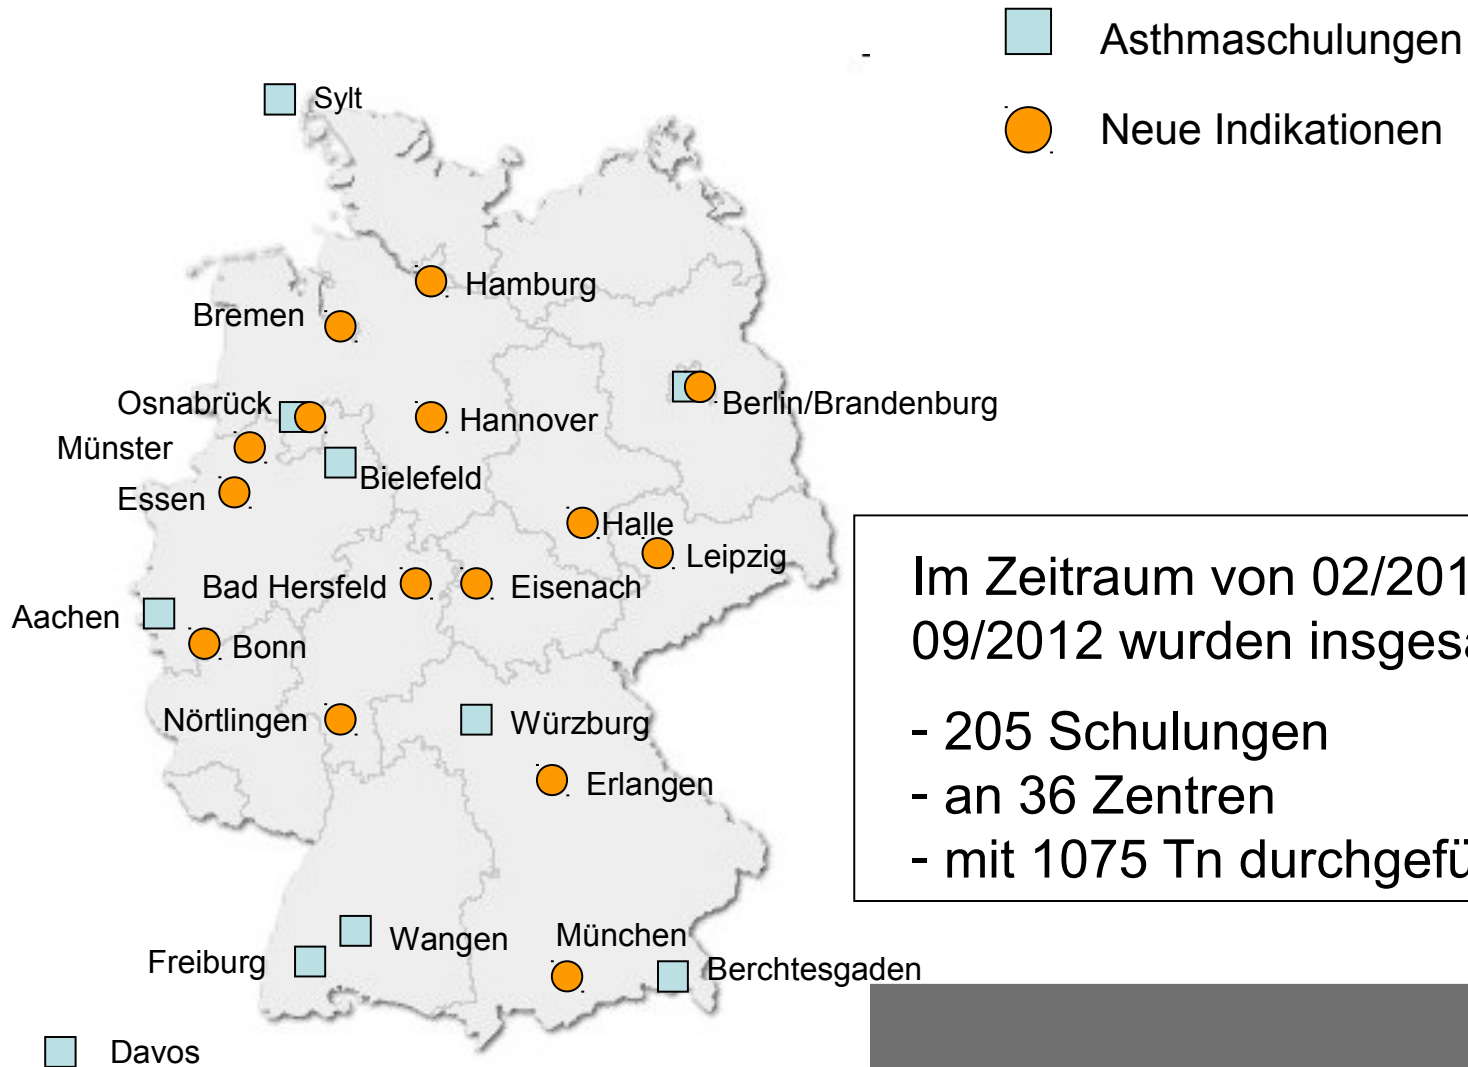 Asthmaschulungen
Neue Indikationen
Sylt
Hamburg
Bremen
Osnabrück
Hannover
Berlin/Brandenburg
Münster
Bielefeld
Essen
Halle
Leipzig
Bad Hersfeld
Eisenach
Aachen
Bonn
Nörtlingen
Würzburg
Erlangen
Wangen
München
Freiburg
Berchtesgaden
Davos
Im Zeitraum von 02/201
09/2012 wurden insgesa
- 205 Schulungen
- an 36 Zentren
- mit 1075 Tn durchgefü